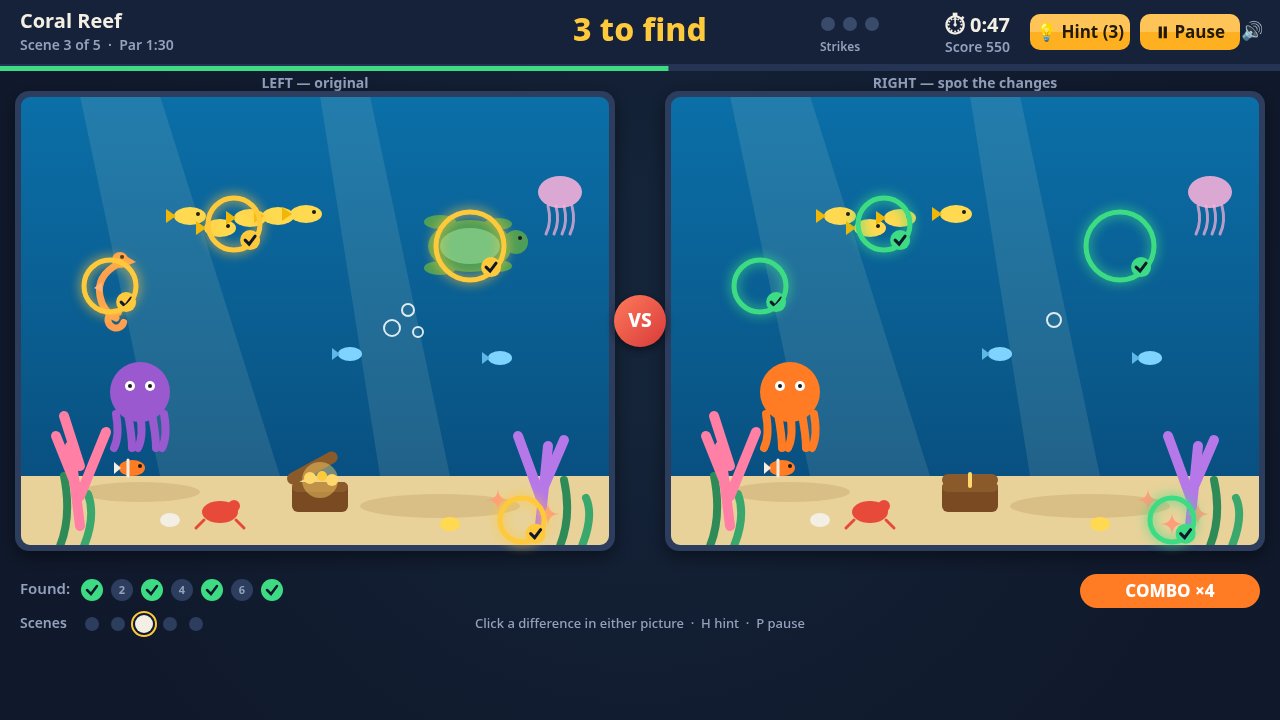 Coral Reef
Scene 3 of 5 · Par 1:30
3 to find
Strikes
⏱ 0:47
Score 550
💡 Hint (3)
⏸ Pause
🔊
LEFT — original
RIGHT — spot the changes
VS
Found: 2 4 6
COMBO ×4
Scenes
Click a difference in either picture · H hint · P pause